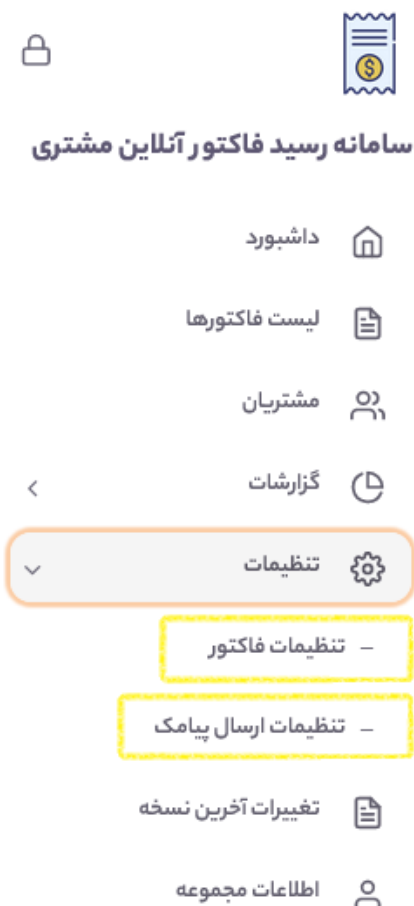 سامانه رسید فاکتور آنلاین مشتری
داشبورد
لیست فاکتورها
مشتریان
گزارشات
تنظیمات
– تنظیمات فاکتور
– تنظیمات ارسال پیامک
تغییرات آخرین نسخه
اطلاعات مجموعه